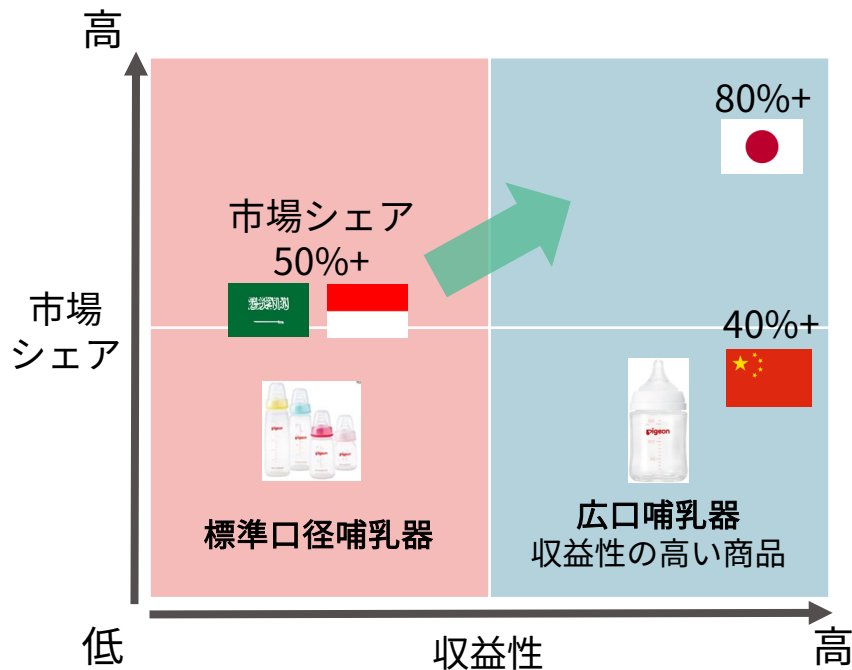 高
80%+
市場シェア
50%+
市場
シェア
40%+
pigeon
標準口径哺乳器
広口哺乳器
収益性の高い商品
低
収益性
高